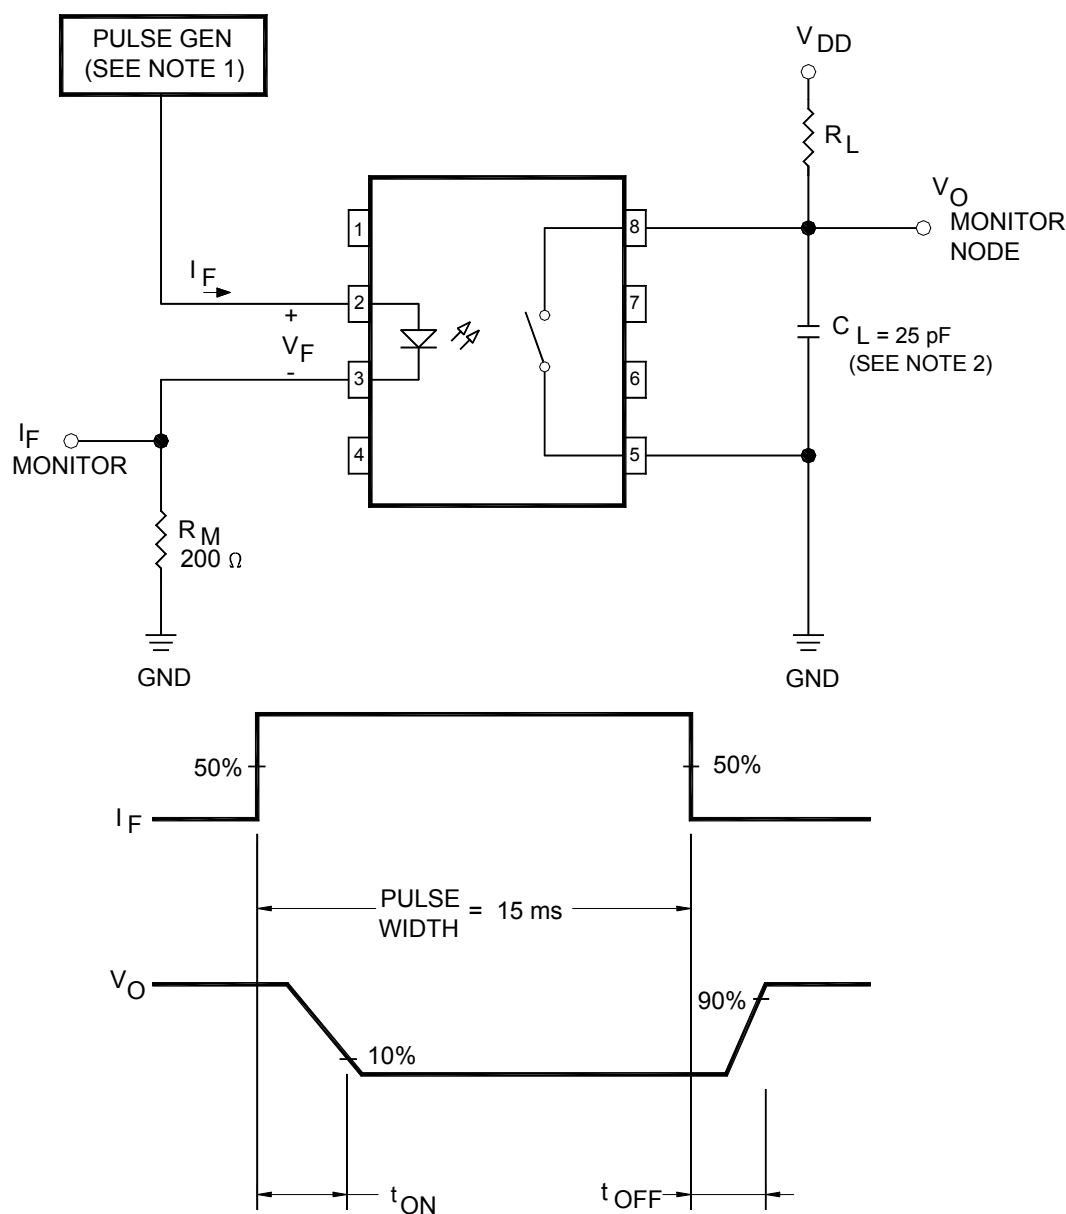 PULSE GEN
(SEE NOTE 1)
V DD
R L
V O
MONITOR
NODE
1
8
I F
2
7
+
V F
-
C L = 25 pF
(SEE NOTE 2)
3
6
I F
MONITOR
4
5
R M
200 Ω
GND
GND
50%
50%
I F
PULSE
WIDTH
= 15 ms
V O
90%
10%
t ON
t OFF